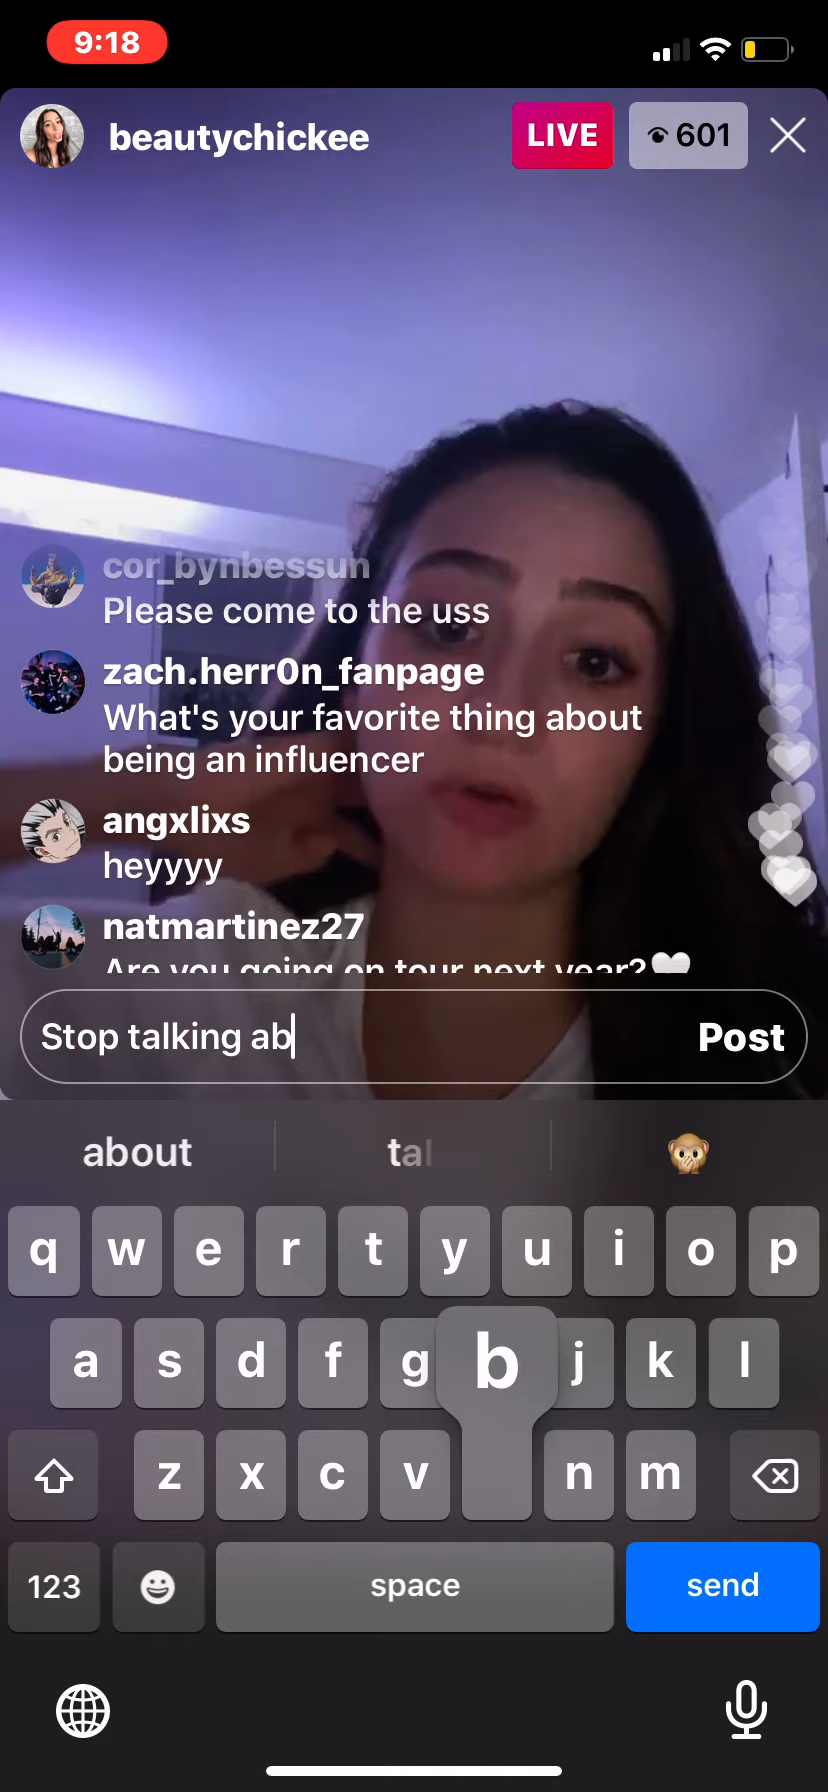 9:18
beautychickee
LIVE
601
cor_bynbessun
Please come to the uss
zach.herr0n_fanpage
What's your favorite thing about
being an influencer
angxlixs
heyyyy
natmartinez27
Are you going on tour next year?🤍
Stop talking ab
Post
about
tal
🙊
q w e r t y u i o p
a s d f g b j k l
z x c v n m
123
space
send